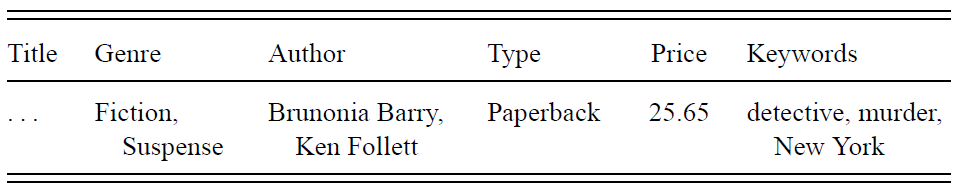 Title Genre Author Type Price Keywords
. . . Fiction, Brunonia Barry, Paperback 25.65 detective, murder,
Suspense Ken Follett New York